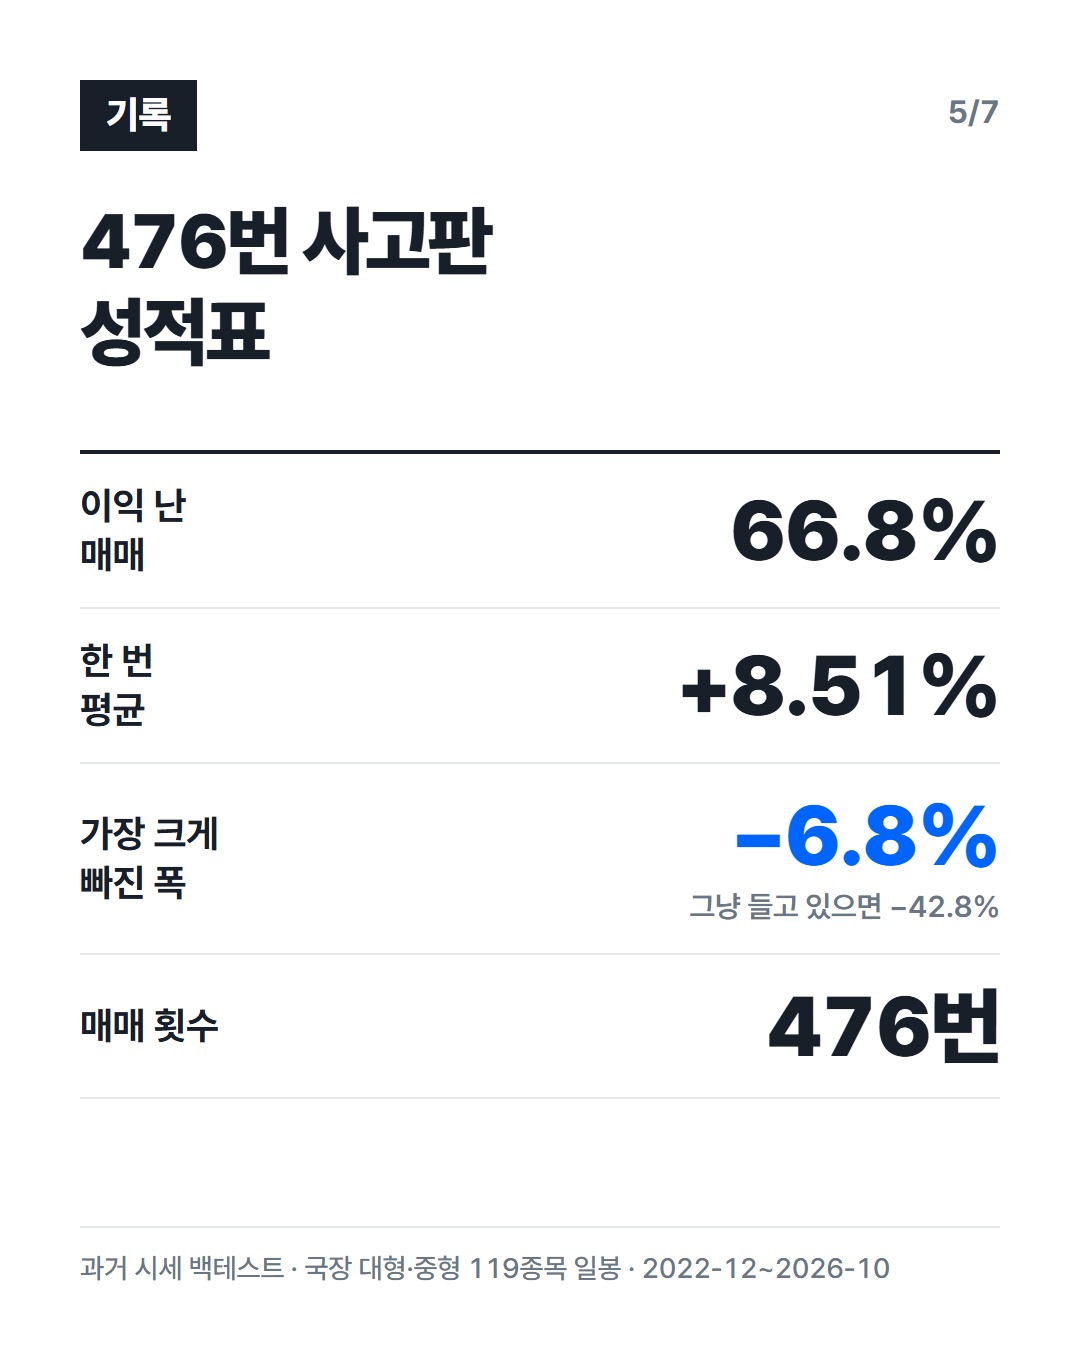 기록
5/7
476번 사고판
성적표
이익 난
매매
66.8%
한 번
평균
+8.51%
가장 크게
빠진 폭
−6.8%
그냥 들고 있으면 −42.8%
매매 횟수
476번
과거 시세 백테스트 · 국장 대형·중형 119종목 일봉 · 2022-12~2026-10